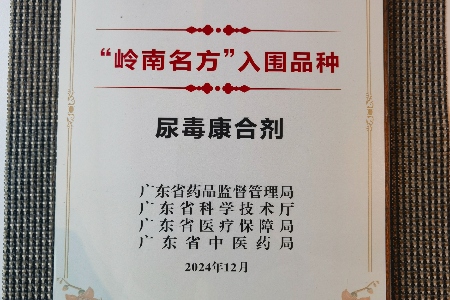 “岭南名方”入围品种
尿毒康合剂
广东省药品监督管理局
广东省科学技术厅
广东省医疗保障局
广东省中医药局
2024年12月